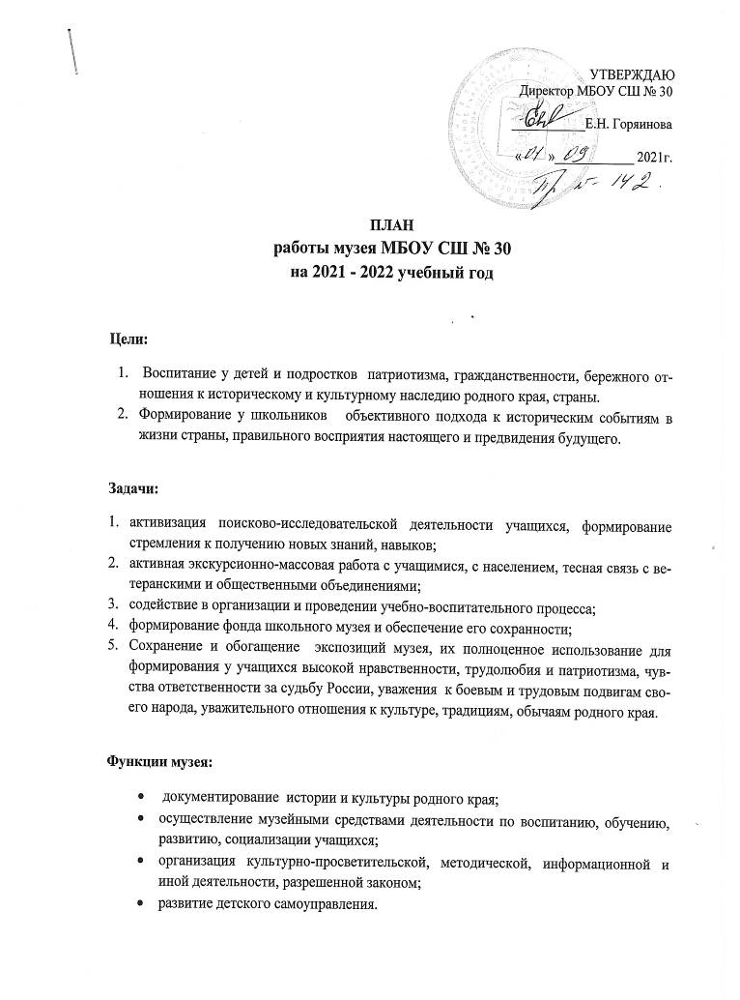 УТВЕРЖДАЮ
Директор МБОУ СШ № 30
Е.Н. Горяинова
«01» 09 2021г.
Пр № 142.
ПЛАН
работы музея МБОУ СШ № 30
на 2021 - 2022 учебный год
Цели:
1. Воспитание у детей и подростков патриотизма, гражданственности, бережного от-
ношения к историческому и культурному наследию родного края, страны.
2. Формирование у школьников объективного подхода к историческим событиям в
жизни страны, правильного восприятия настоящего и предвидения будущего.
Задачи:
1. активизация поисково-исследовательской деятельности учащихся, формирование
стремления к получению новых знаний, навыков;
2. активная экскурсионно-массовая работа с учащимися, с населением, тесная связь с ве-
теранскими и общественными объединениями;
3. содействие в организации и проведении учебно-воспитательного процесса;
4. формирование фонда школьного музея и обеспечение его сохранности;
5. Сохранение и обогащение экспозиций музея, их полноценное использование для
формирования у учащихся высокой нравственности, трудолюбия и патриотизма, чув-
ства ответственности за судьбу России, уважения к боевым и трудовым подвигам сво-
его народа, уважительного отношения к культуре, традициям, обычаям родного края.
Функции музея:
• документирование истории и культуры родного края;
• осуществление музейными средствами деятельности по воспитанию, обучению,
развитию, социализации учащихся;
• организация культурно-просветительской, методической, информационной и
иной деятельности, разрешенной законом;
• развитие детского самоуправления.